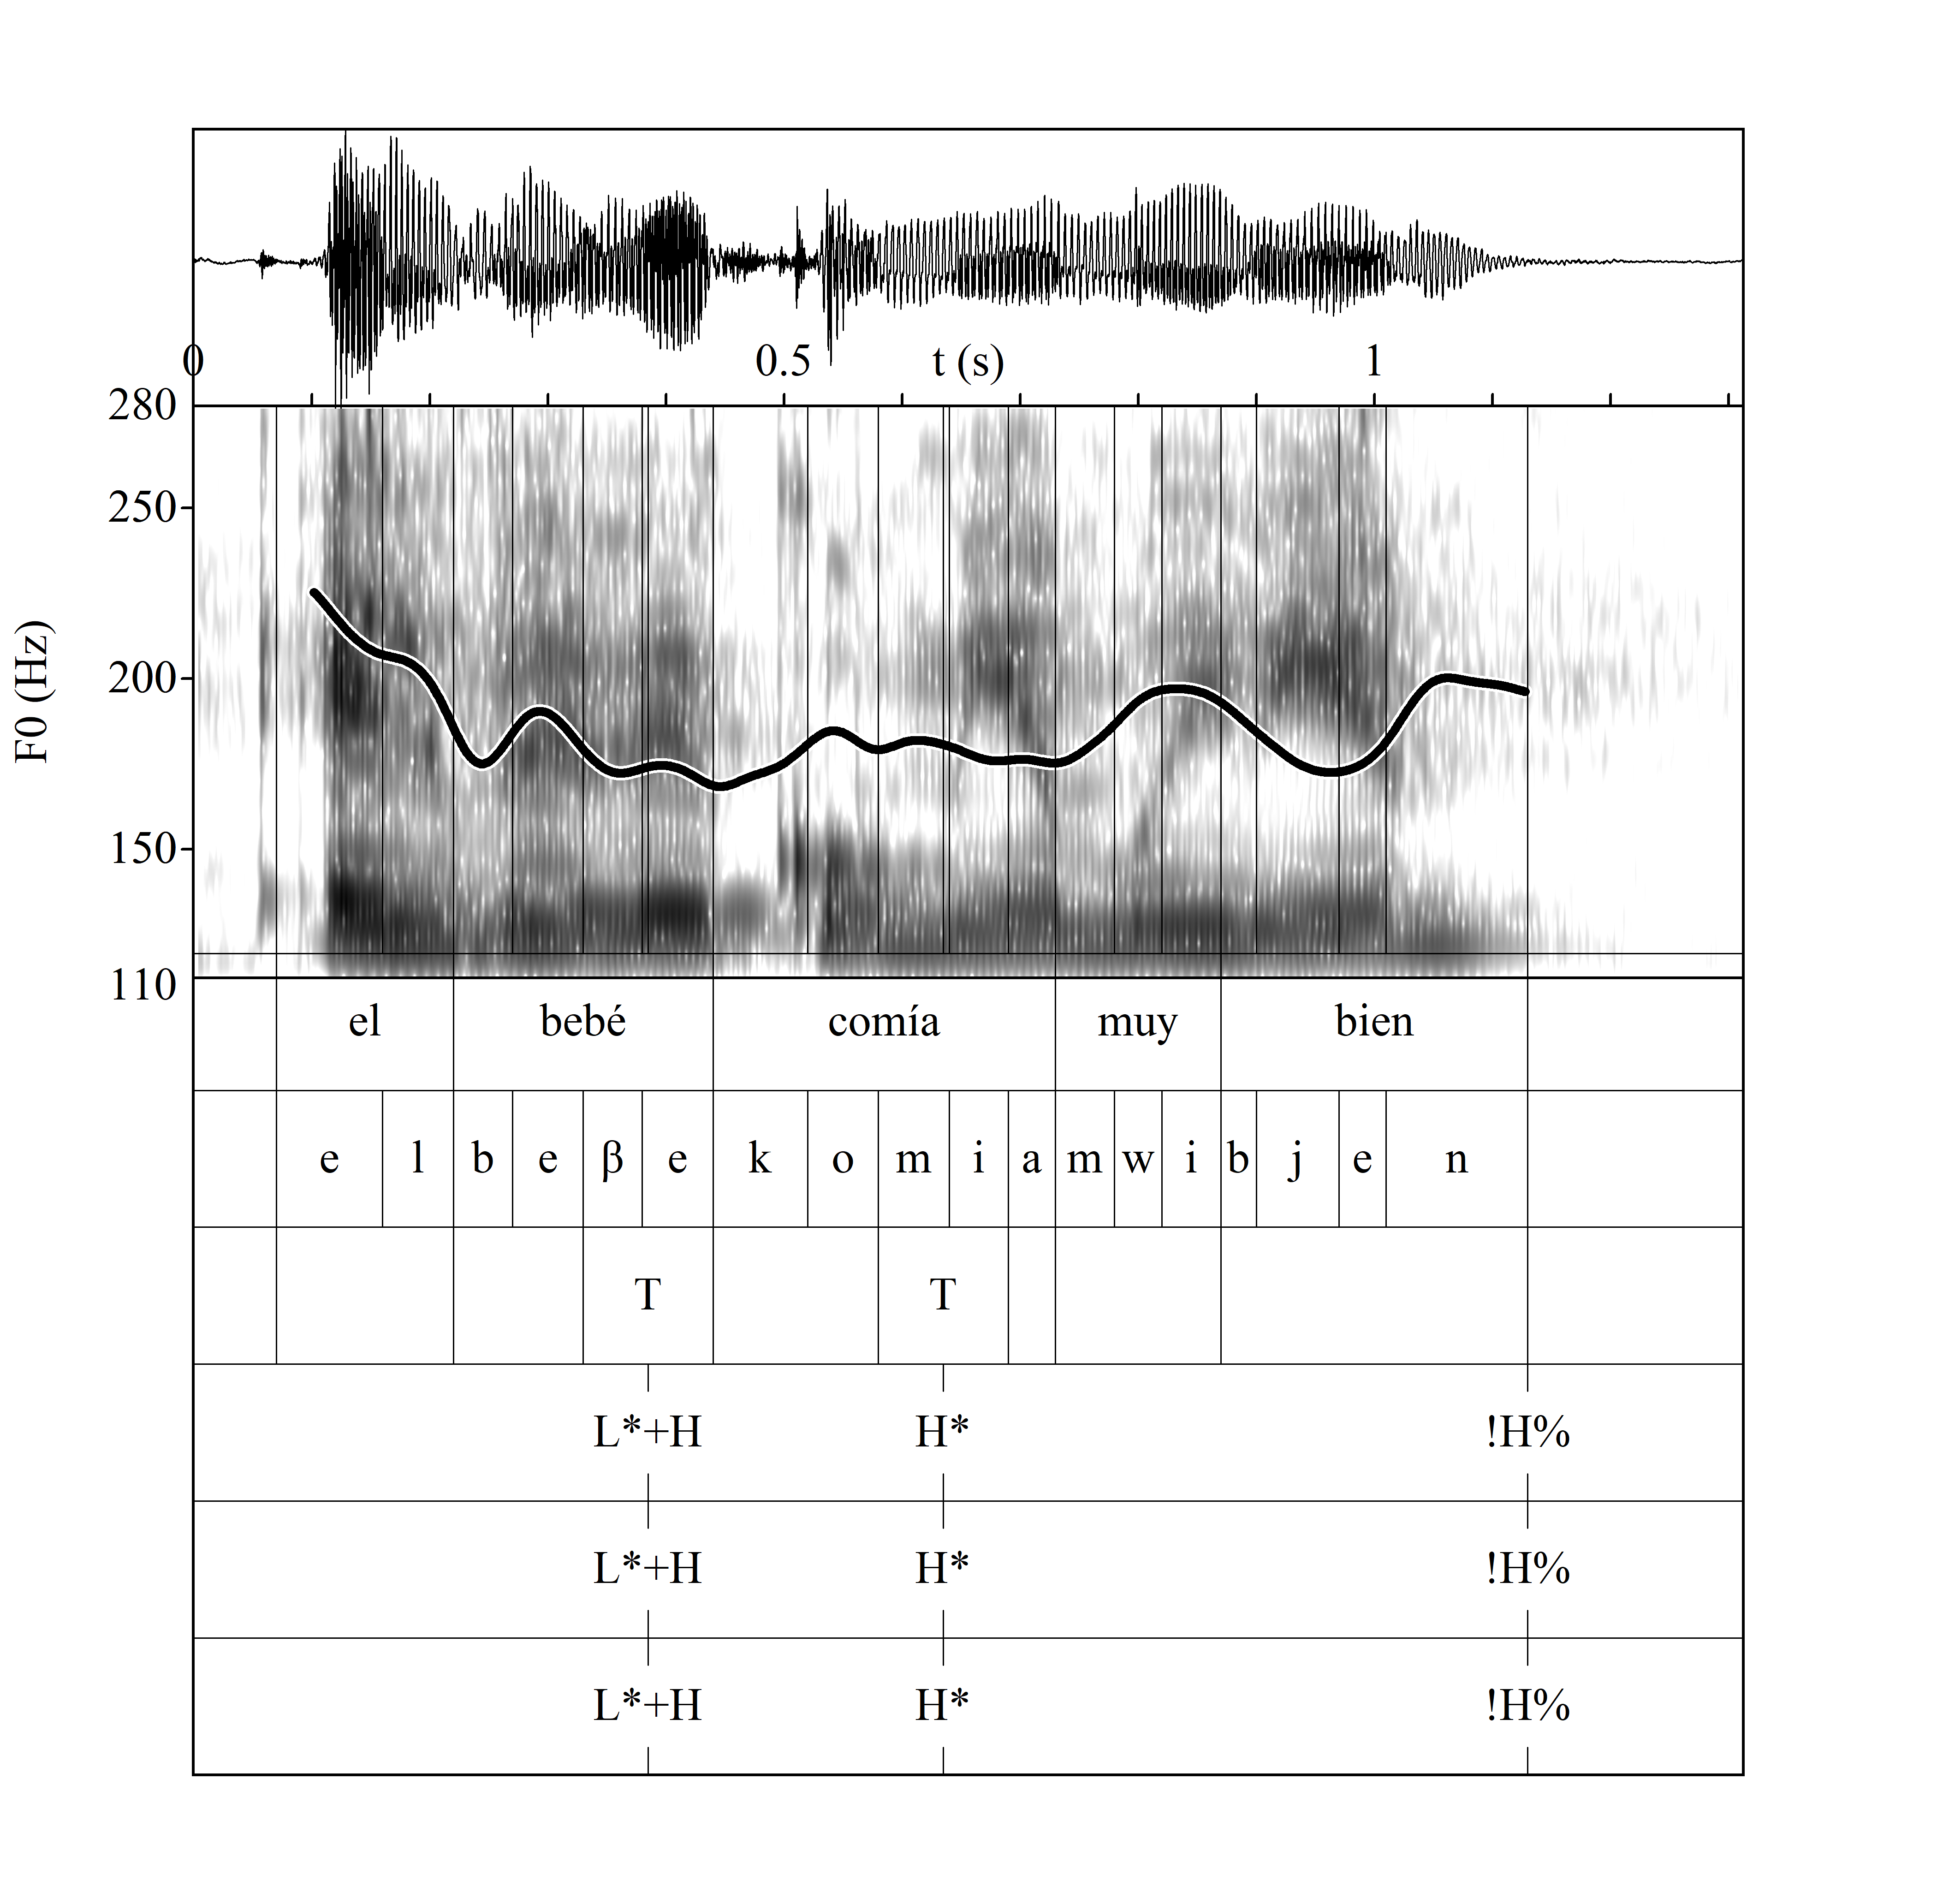 0 0.5 t (s) 1
280
250
200
150
110
F0 (Hz)
el bebé comía muy bien
e l b e β e k o m i a m w i b j e n
T T
L*+H H* !H%
L*+H H* !H%
L*+H H* !H%